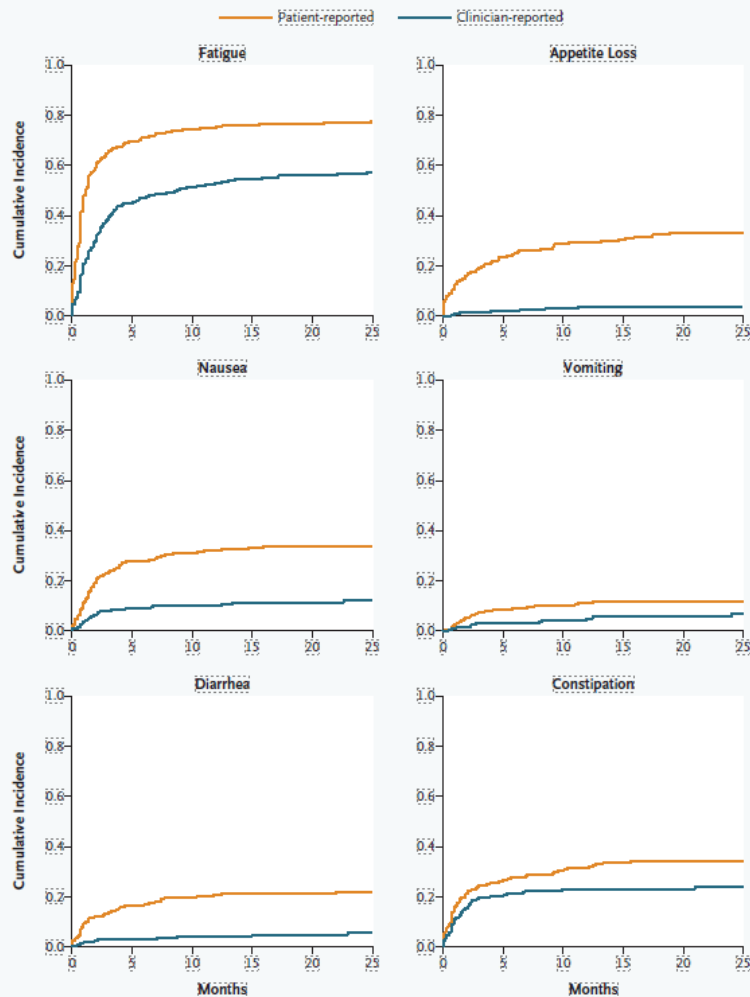 Patient-reported Clinician-reported
Fatigue Appetite Loss
Cumulative Incidence
1.0
0.8
0.6
0.4
0.2
0.0
0 5 10 15 20 25
1.0
0.8
0.6
0.4
0.2
0.0
0 5 10 15 20 25
Nausea Vomiting
Cumulative Incidence
1.0
0.8
0.6
0.4
0.2
0.0
0 5 10 15 20 25
1.0
0.8
0.6
0.4
0.2
0.0
0 5 10 15 20 25
Diarrhea Constipation
Cumulative Incidence
1.0
0.8
0.6
0.4
0.2
0.0
0 5 10 15 20 25
1.0
0.8
0.6
0.4
0.2
0.0
0 5 10 15 20 25
Months Months